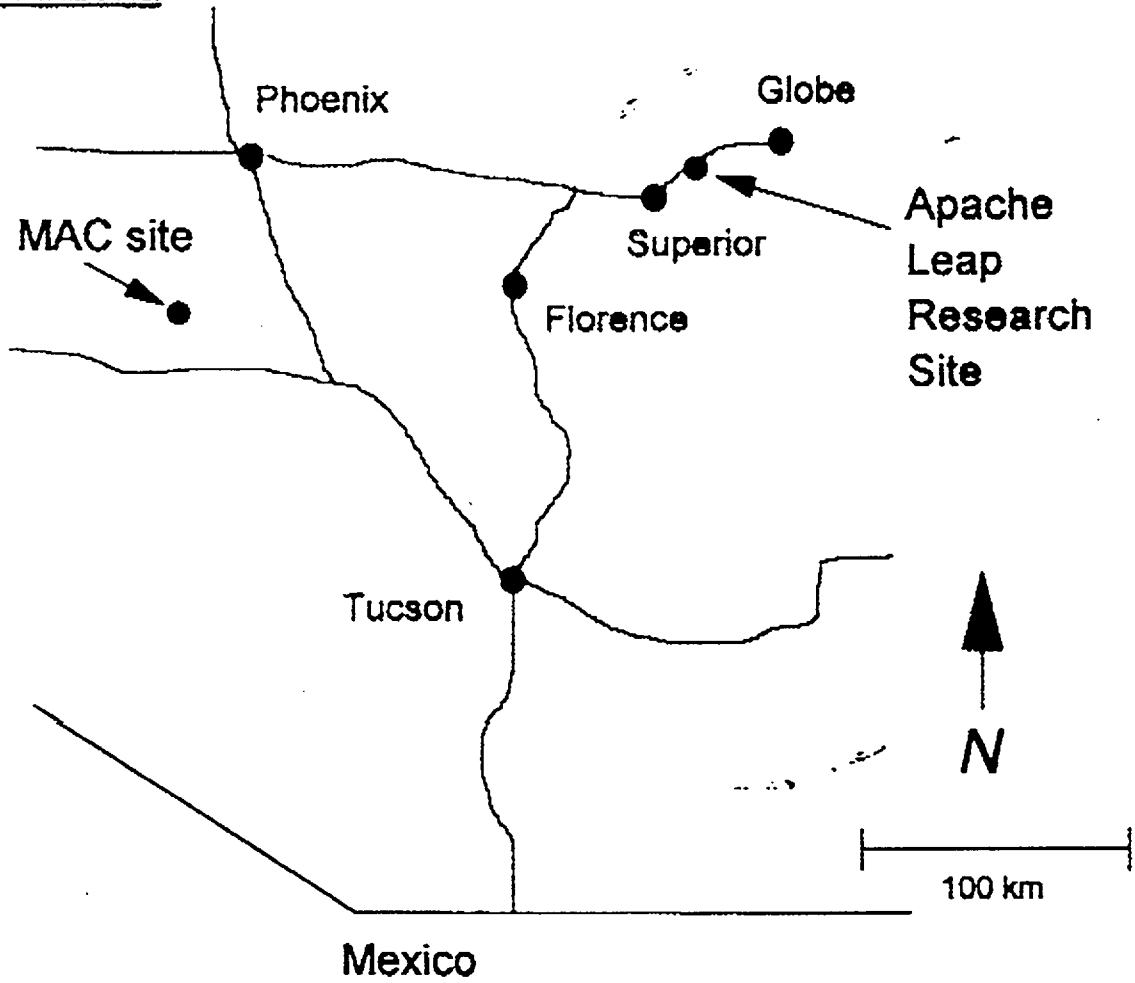 Phoenix
Globe
MAC site
Superior
Apache
Leap
Research
Site
Florence
Tucson
N
100 km
Mexico